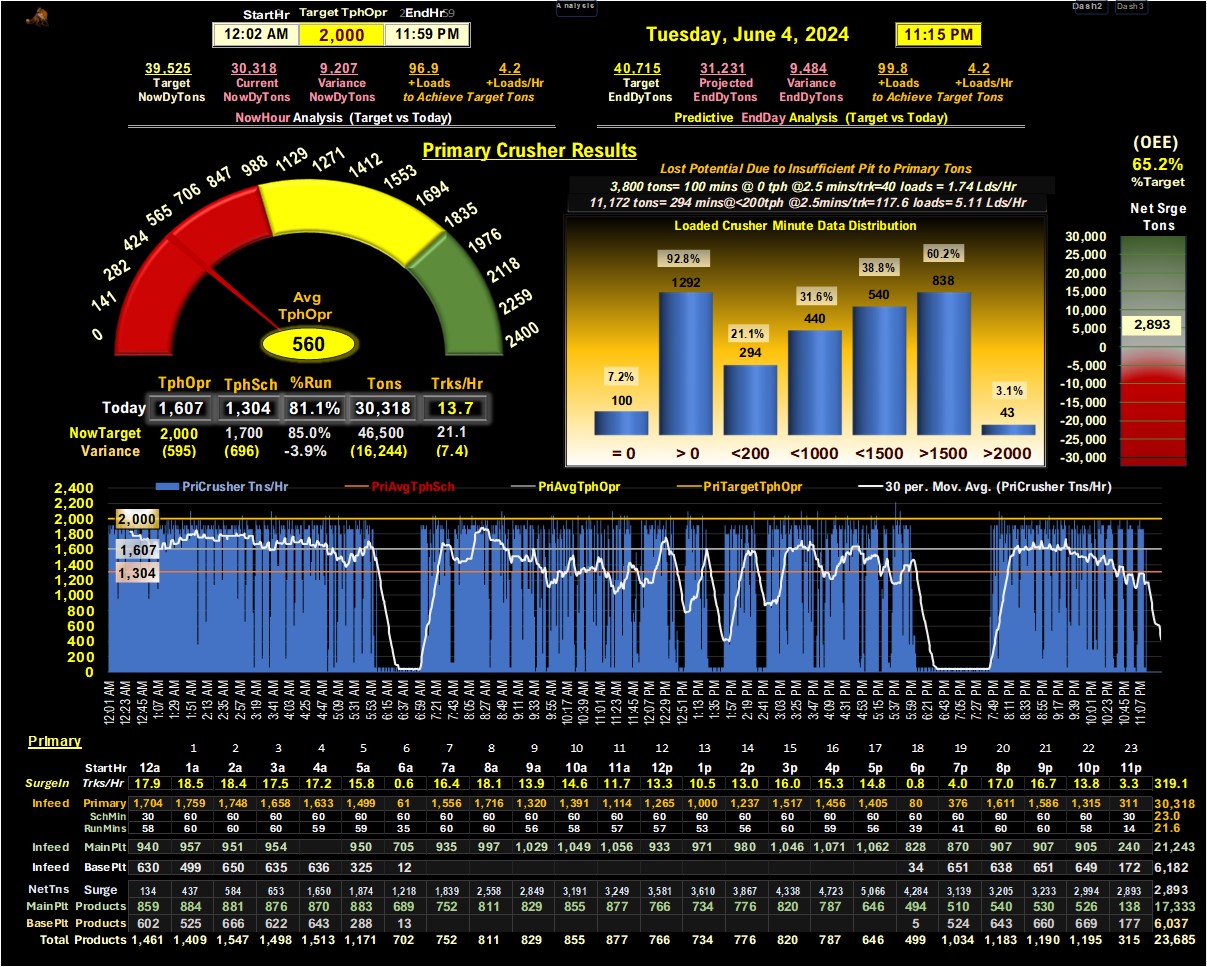 Analysis Dash2 Dash3
StartHr Target TphOpr EndHr
12:02 AM 2,000 11:59 PM
Tuesday, June 4, 2024 11:15 PM
39,525 30,318 9,207 96.9 4.2
Target Current Variance +Loads +Loads/Hr
NowDyTons NowDyTons NowDyTons to Achieve Target Tons
NowHour Analysis (Target vs Today)
40,715 31,231 9,484 99.8 4.2
Target Projected Variance +Loads +Loads/Hr
EndDyTons EndDyTons EndDyTons to Achieve Target Tons
Predictive EndDay Analysis (Target vs Today)
Primary Crusher Results
0 141 282 424 565 706 847 988 1129 1271 1412 1553 1694 1835 1976 2118 2259 2400
Avg
TphOpr
560
TphOpr TphSch %Run Tons Trks/Hr
Today 1,607 1,304 81.1% 30,318 13.7
NowTarget 2,000 1,700 85.0% 46,500 21.1
Variance (595) (696) -3.9% (16,244) (7.4)
Lost Potential Due to Insufficient Pit to Primary Tons
3,800 tons= 100 mins @ 0 tph @2.5 mins/trk=40 loads = 1.74 Lds/Hr
11,172 tons= 294 mins@<200tph @2.5mins/trk=117.6 loads= 5.11 Lds/Hr
Loaded Crusher Minute Data Distribution
7.2% 92.8% 21.1% 31.6% 38.8% 60.2% 3.1%
100 1292 294 440 540 838 43
= 0 > 0 <200 <1000 <1500 >1500 >2000
(OEE)
65.2%
%Target
Net Srge
Tons
30,000
25,000
20,000
15,000
10,000
5,000
0
-5,000
-10,000
-15,000
-20,000
-25,000
-30,000
2,893
PriCrusher Tns/Hr PriAvgTphSch PriAvgTphOpr PriTargetTphOpr 30 per. Mov. Avg. (PriCrusher Tns/Hr)
2,400
2,200
2,000
1,800
1,600
1,400
1,200
1,000
800
600
400
200
0
2,000
1,607
1,304
12:01 AM 12:23 AM 12:45 AM 1:07 AM 1:29 AM 1:51 AM 2:13 AM 2:35 AM 2:57 AM 3:19 AM 3:41 AM 4:03 AM 4:25 AM 4:47 AM 5:09 AM 5:31 AM 5:53 AM 6:15 AM 6:37 AM 6:59 AM 7:21 AM 7:43 AM 8:05 AM 8:27 AM 8:49 AM 9:11 AM 9:33 AM 9:55 AM 10:17 AM 10:39 AM 11:01 AM 11:23 AM 11:45 AM 12:07 PM 12:29 PM 12:51 PM 1:13 PM 1:35 PM 1:57 PM 2:19 PM 2:41 PM 3:03 PM 3:25 PM 3:47 PM 4:09 PM 4:31 PM 4:53 PM 5:15 PM 5:37 PM 5:59 PM 6:21 PM 6:43 PM 7:05 PM 7:27 PM 7:49 PM 8:11 PM 8:33 PM 8:55 PM 9:17 PM 9:39 PM 10:01 PM 10:23 PM 10:45 PM 11:07 PM
Primary
1 2 3 4 5 6 7 8 9 10 11 12 13 14 15 16 17 18 19 20 21 22 23
StartHr 12a 1a 2a 3a 4a 5a 6a 7a 8a 9a 10a 11a 12p 1p 2p 3p 4p 5p 6p 7p 8p 9p 10p 11p
SurgeIn Trks/Hr 17.9 18.5 18.4 17.5 17.2 15.8 0.6 16.4 18.1 13.9 14.6 11.7 13.3 10.5 13.0 16.0 15.3 14.8 0.8 4.0 17.0 16.7 13.8 3.3 319.1
Infeed Primary 1,704 1,759 1,748 1,658 1,633 1,499 61 1,556 1,716 1,320 1,391 1,114 1,265 1,000 1,237 1,517 1,456 1,405 80 376 1,611 1,586 1,315 311 30,318
SchMin 30 60 60 60 60 60 60 60 60 60 60 60 60 60 60 60 60 60 60 60 60 60 60 30 23.0
RunMins 58 60 60 60 59 59 35 60 60 56 58 57 57 53 56 60 59 56 39 41 60 60 58 14 21.6
Infeed MainPlt 940 957 951 954 950 705 935 997 1,029 1,049 1,056 933 971 980 1,046 1,071 1,062 828 870 907 907 905 240 21,243
Infeed BasePlt 630 499 650 635 636 325 12 34 651 638 651 649 172 6,182
NetTns Surge 134 437 584 653 1,650 1,874 1,218 1,839 2,558 2,849 3,191 3,249 3,581 3,610 3,867 4,338 4,723 5,066 4,284 3,139 3,205 3,233 2,994 2,893 2,893
MainPlt Products 859 884 881 876 870 883 689 752 811 829 855 877 766 734 776 820 787 646 494 510 540 530 526 138 17,333
BasePlt Products 602 525 666 622 643 288 13 5 524 643 660 669 177 6,037
Total Products 1,461 1,409 1,547 1,498 1,513 1,171 702 752 811 829 855 877 766 734 776 820 787 646 499 1,034 1,183 1,190 1,195 315 23,685